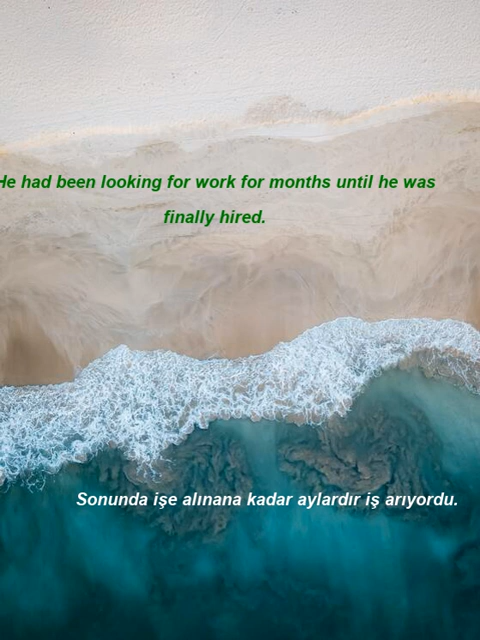 He had been looking for work for months until he was
finally hired.
Sonunda işe alınana kadar aylardır iş arıyordu.